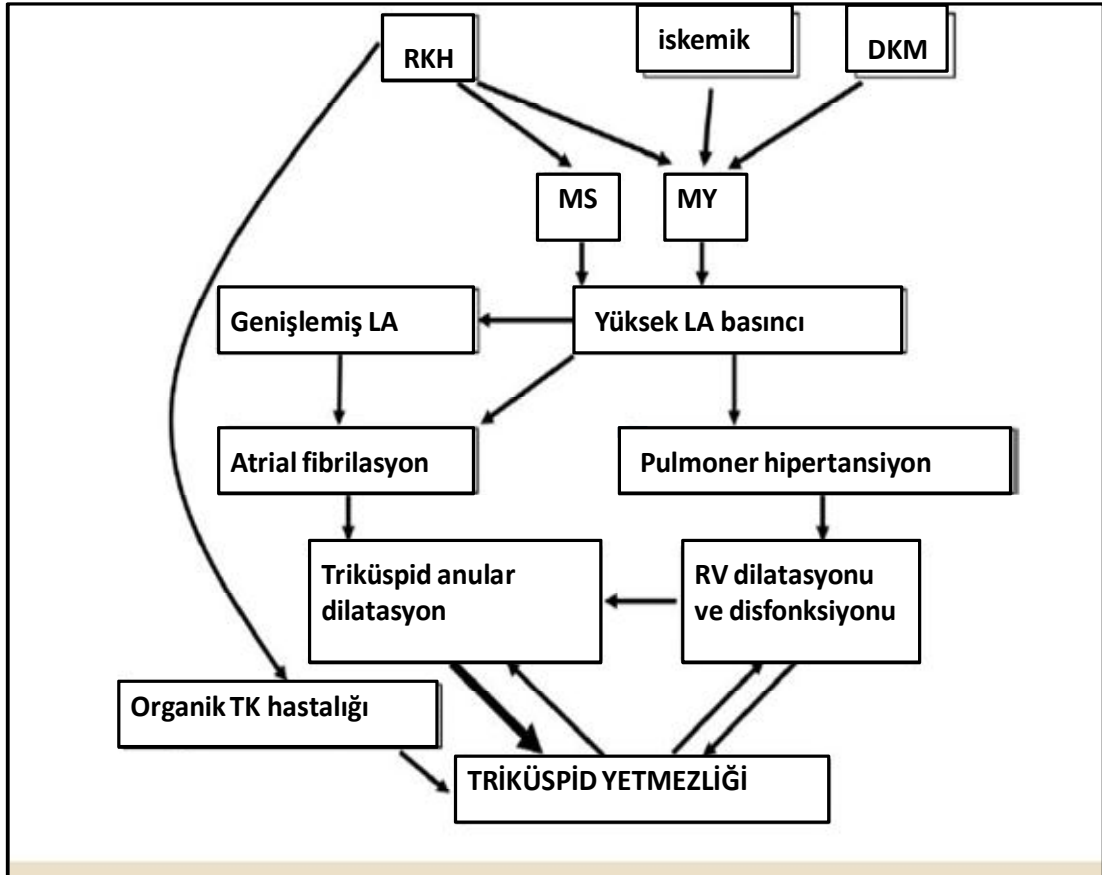 RKH
iskemik
DKM
MS
MY
Genişlemiş LA
Yüksek LA basıncı
Atrial fibrilasyon
Pulmoner hipertansiyon
Triküspid anular
dilatasyon
RV dilatasyonu
ve disfonksiyonu
Organik TK hastalığı
TRİKÜSPİD YETMEZLİĞİ